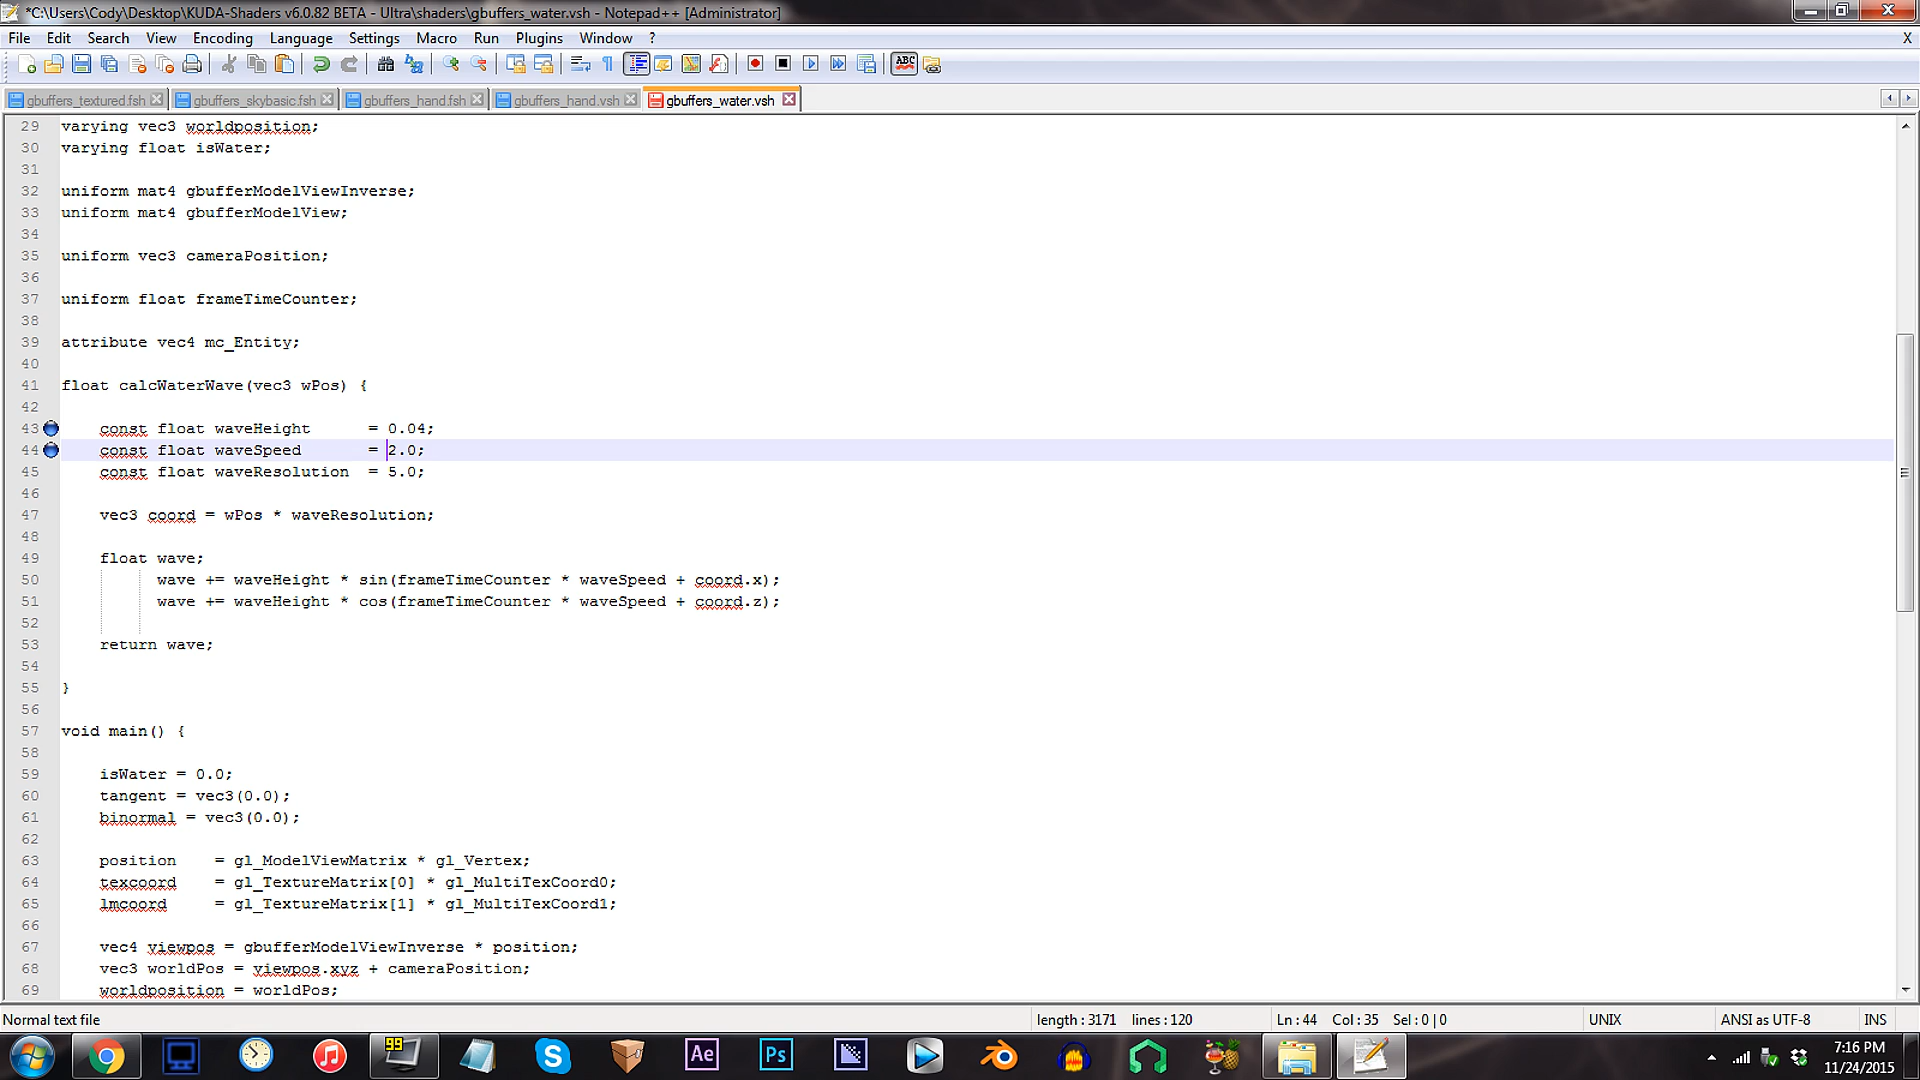 *C:\Users\Cody\Desktop\KUDA-Shaders v6.0.82 BETA - Ultra\shaders\gbuffers_water.vsh - Notepad++ [Administrator]
File Edit Search View Encoding Language Settings Macro Run Plugins Window ? X
ABC
gbuffers_textured.fsh gbuffers_skybasic.fsh gbuffers_hand.fsh gbuffers_hand.vsh gbuffers_water.vsh
29 varying vec3 worldposition;
30 varying float isWater;
31
32 uniform mat4 gbufferModelViewInverse;
33 uniform mat4 gbufferModelView;
34
35 uniform vec3 cameraPosition;
36
37 uniform float frameTimeCounter;
38
39 attribute vec4 mc_Entity;
40
41 float calcWaterWave(vec3 wPos) {
42
43 const float waveHeight = 0.04;
44 const float waveSpeed = 2.0;
45 const float waveResolution = 5.0;
46
47 vec3 coord = wPos * waveResolution;
48
49 float wave;
50 wave += waveHeight * sin(frameTimeCounter * waveSpeed + coord.x);
51 wave += waveHeight * cos(frameTimeCounter * waveSpeed + coord.z);
52
53 return wave;
54
55 }
56
57 void main() {
58
59 isWater = 0.0;
60 tangent = vec3(0.0);
61 binormal = vec3(0.0);
62
63 position = gl_ModelViewMatrix * gl_Vertex;
64 texcoord = gl_TextureMatrix[0] * gl_MultiTexCoord0;
65 lmcoord = gl_TextureMatrix[1] * gl_MultiTexCoord1;
66
67 vec4 viewpos = gbufferModelViewInverse * position;
68 vec3 worldPos = viewpos.xyz + cameraPosition;
69 worldposition = worldPos;
Normal text file length : 3171 lines : 120 Ln : 44 Col : 35 Sel : 0 | 0 UNIX ANSI as UTF-8 INS
99 Ae Ps
7:16 PM
11/24/2015